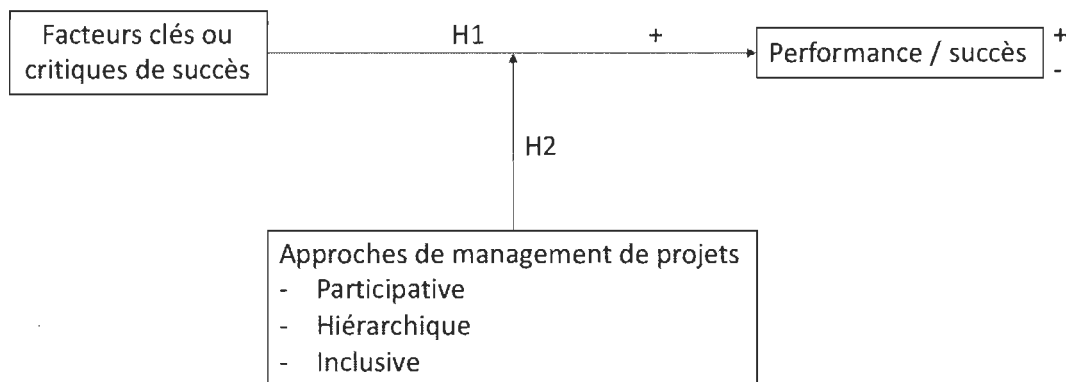 Facteurs clés ou
critiques de succès
H1
+
Performance / succès
+
-
H2
Approches de management de projets
- Participative
- Hiérarchique
- Inclusive